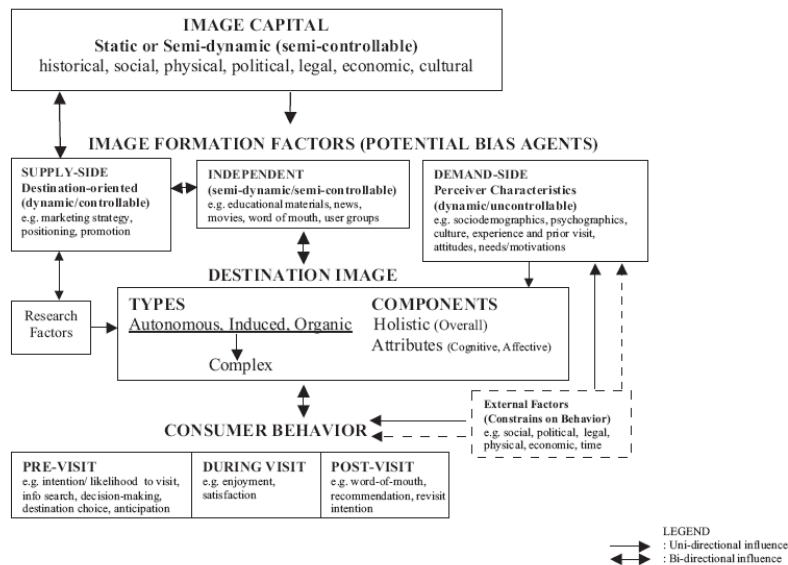 IMAGE CAPITAL
Static or Semi-dynamic (semi-controllable)
historical, social, physical, political, legal, economic, cultural
IMAGE FORMATION FACTORS (POTENTIAL BIAS AGENTS)
SUPPLY-SIDE
Destination-oriented
(dynamic/controllable)
e.g. marketing strategy,
positioning, promotion
INDEPENDENT
(semi-dynamic/semi-controllable)
e.g. educational materials, news,
movies, word of mouth, user groups
DEMAND-SIDE
Perceiver Characteristics
(dynamic/uncontrollable)
e.g. sociodemographics, psychographics,
culture, experience and prior visit,
attitudes, needs/motivations
DESTINATION IMAGE
Research
Factors
TYPES
Autonomous, Induced, Organic
Complex
COMPONENTS
Holistic (Overall)
Attributes (Cognitive, Affective)
External Factors
(Constrains on Behavior)
e.g. social, political, legal,
physical, economic, time
CONSUMER BEHAVIOR
PRE-VISIT
e.g. intention/ likelihood to visit,
info search, decision-making,
destination choice, anticipation
DURING VISIT
e.g. enjoyment,
satisfaction
POST-VISIT
e.g. word-of-mouth,
recommendation, revisit
intention
LEGEND
: Uni-directional influence
: Bi-directional influence